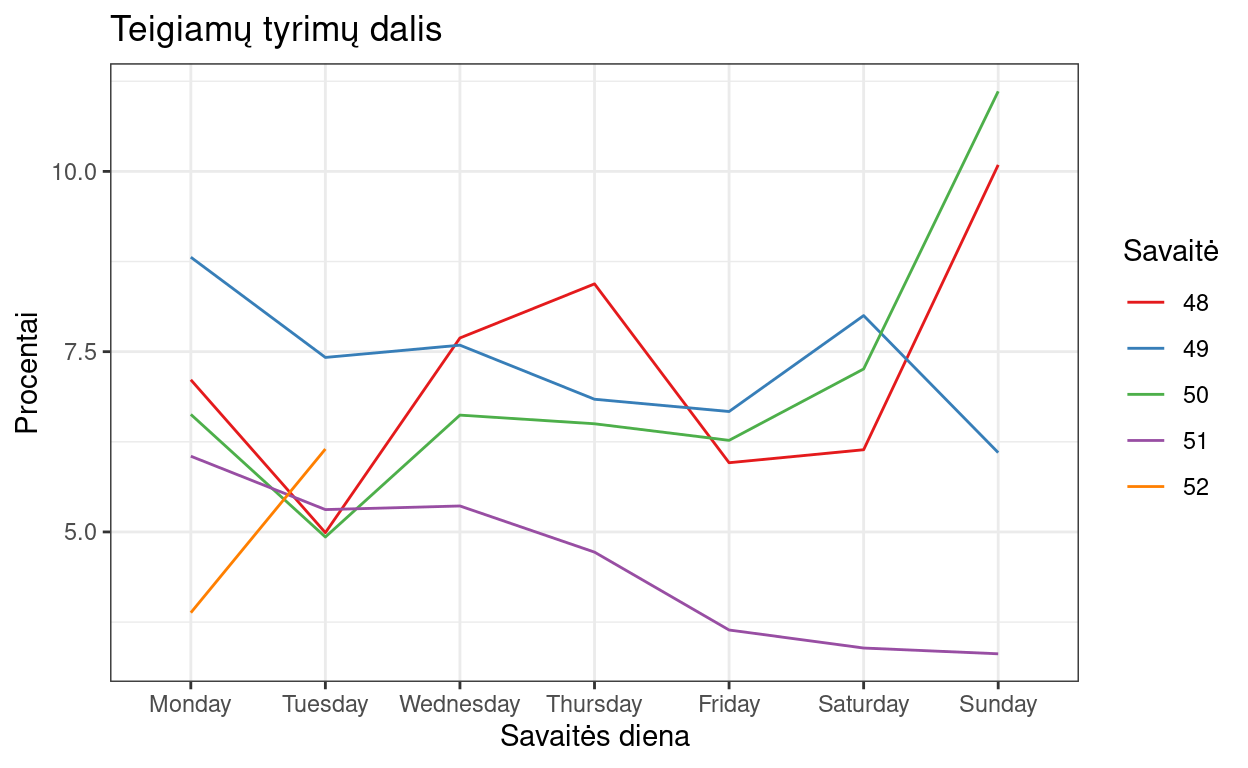 Teigiamų tyrimų dalis
Procentai
10.0
7.5
5.0
Monday Tuesday Wednesday Thursday Friday Saturday Sunday
Savaitės diena
Savaitė
48
49
50
51
52